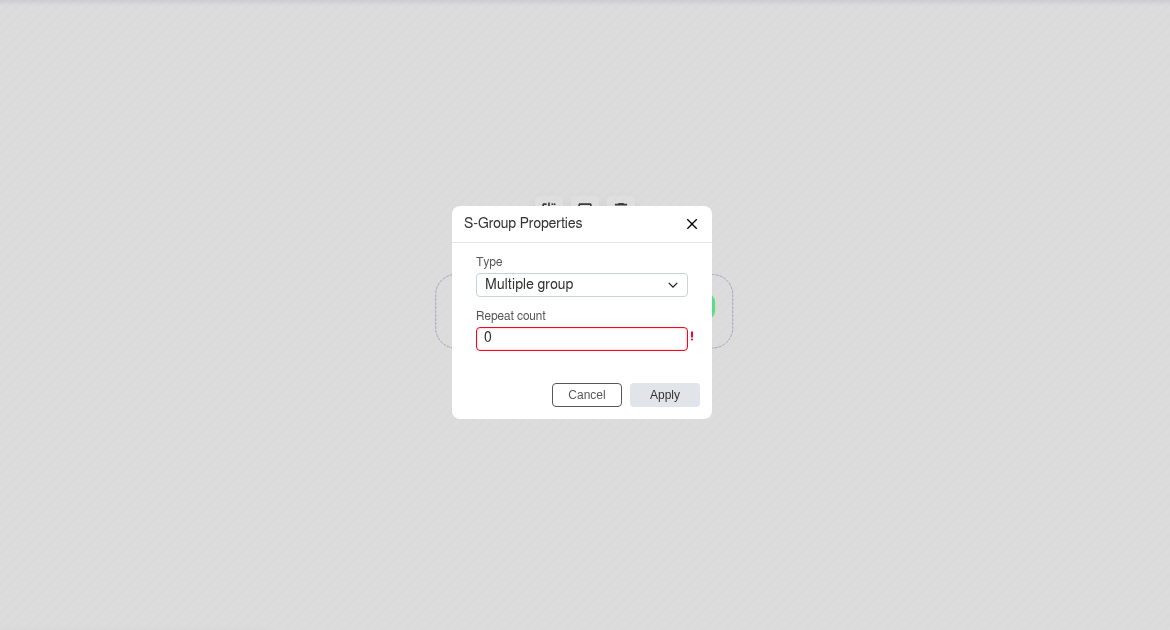 S-Group Properties
Type
Multiple group
Repeat count
0
!
Cancel
Apply